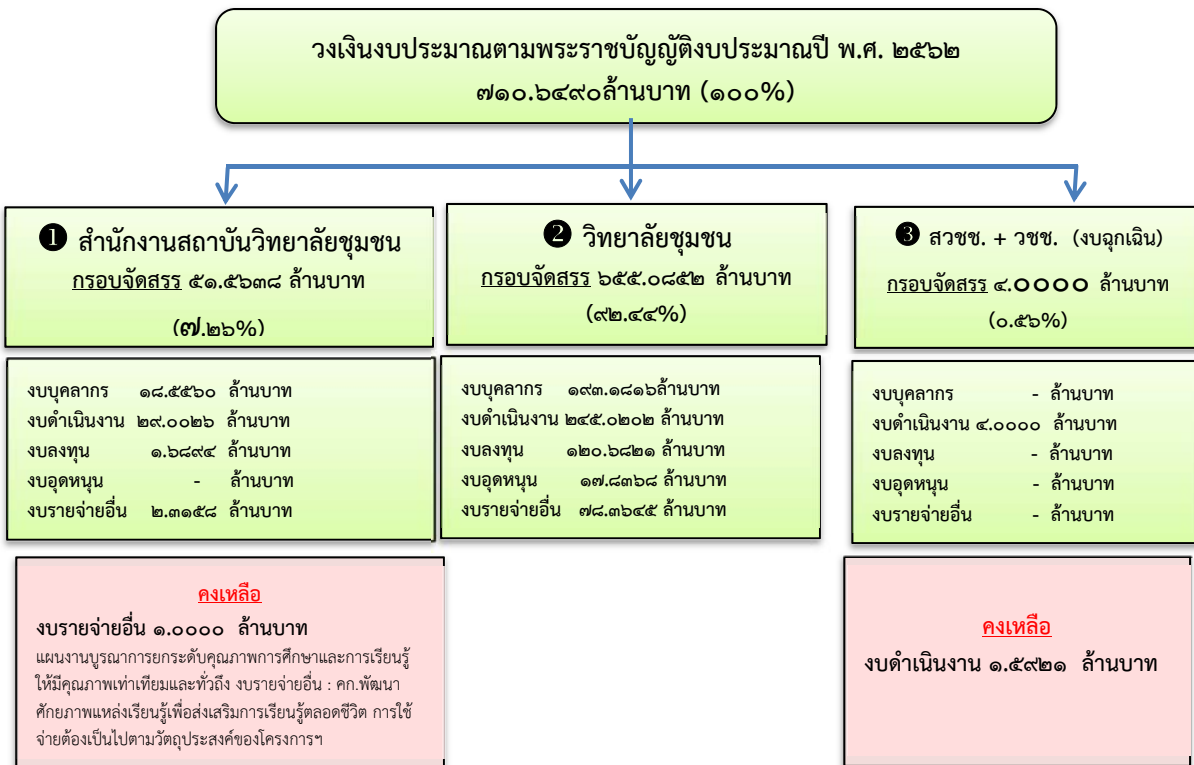 วงเงินงบประมาณตามพระราชบัญญัติงบประมาณปี พ.ศ. ๒๕๖๒
๗๑๐.๖๔๙๐ล้านบาท (๑๐๐%)
❶ สำนักงานสถาบันวิทยาลัยชุมชน
กรอบจัดสรร ๕๑.๕๖๓๘ ล้านบาท
(๗.๒๖%)
งบบุคลากร ๑๘.๕๕๖๐ ล้านบาท
งบดำเนินงาน ๒๙.๐๐๒๖ ล้านบาท
งบลงทุน ๑.๖๘๙๔ ล้านบาท
งบอุดหนุน - ล้านบาท
งบรายจ่ายอื่น ๒.๓๑๕๘ ล้านบาท
คงเหลือ
งบรายจ่ายอื่น ๑.๐๐๐๐ ล้านบาท
แผนงานบูรณาการยกระดับคุณภาพการศึกษาและการเรียนรู้
ให้มีคุณภาพเท่าเทียมและทั่วถึง งบรายจ่ายอื่น : คก.พัฒนา
ศักยภาพแหล่งเรียนรู้เพื่อส่งเสริมการเรียนรู้ตลอดชีวิต การใช้
จ่ายต้องเป็นไปตามวัตถุประสงค์ของโครงการฯ
❷ วิทยาลัยชุมชน
กรอบจัดสรร ๖๕๕.๐๘๕๒ ล้านบาท
(๙๒.๔๔%)
งบบุคลากร ๑๙๓.๑๘๑๖ล้านบาท
งบดำเนินงาน ๒๔๕.๐๒๐๒ ล้านบาท
งบลงทุน ๑๒๐.๖๘๒๑ ล้านบาท
งบอุดหนุน ๑๗.๘๓๖๘ ล้านบาท
งบรายจ่ายอื่น ๗๘.๓๖๔๕ ล้านบาท
❸ สวชช. + วชช. (งบฉุกเฉิน)
กรอบจัดสรร ๔.๐๐๐๐ ล้านบาท
(๐.๕๖%)
งบบุคลากร - ล้านบาท
งบดำเนินงาน ๔.๐๐๐๐ ล้านบาท
งบลงทุน - ล้านบาท
งบอุดหนุน - ล้านบาท
งบรายจ่ายอื่น - ล้านบาท
คงเหลือ
งบดำเนินงาน ๑.๕๙๒๑ ล้านบาท